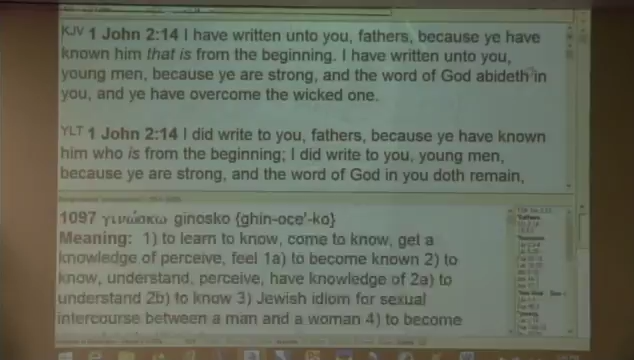 KJV 1 John 2:14 I have written unto you, fathers, because ye have
known him that is from the beginning. I have written unto you,
young men, because ye are strong, and the word of God abideth in
you, and ye have overcome the wicked one.
YLT 1 John 2:14 I did write to you, fathers, because ye have known
him who is from the beginning; I did write to you, young men,
because ye are strong, and the word of God in you doth remain,
1097 γινώσκω ginosko {ghin-oce'-ko}
Meaning: 1) to learn to know, come to know, get a
knowledge of perceive, feel 1a) to become known 2) to
know, understand, perceive, have knowledge of 2a) to
understand 2b) to know 3) Jewish idiom for sexual
intercourse between a man and a woman 4) to become